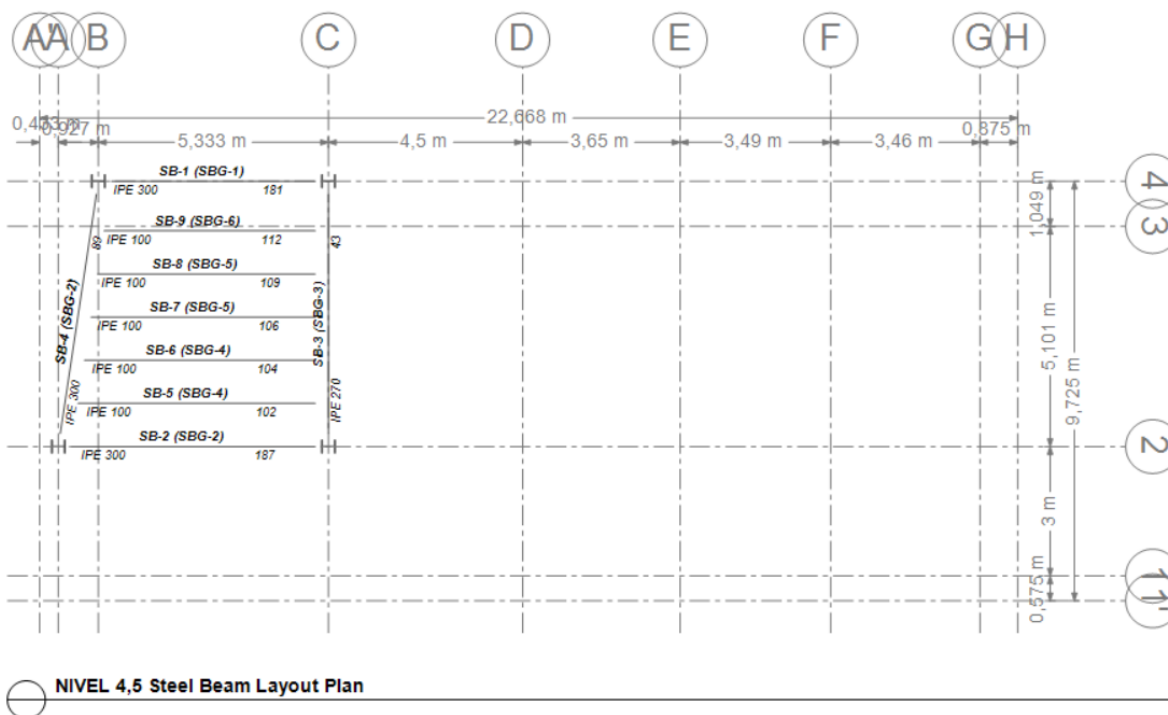 A' A B C D E F G H
22,668 m
0,433 m 0,927 m 5,333 m 4,5 m 3,65 m 3,49 m 3,46 m 0,875 m
SB-1 (SBG-1)
IPE 300 181
SB-9 (SBG-6)
IPE 100 112
SB-8 (SBG-5)
IPE 100 109
SB-7 (SBG-5)
IPE 100 106
SB-6 (SBG-4)
IPE 100 104
SB-5 (SBG-4)
IPE 100 102
SB-2 (SBG-2)
IPE 300 187
89
SB-4 (SBG-2)
IPE 300
43
SB-3 (SBG-3)
IPE 270
4
1,049 m
3
5,101 m
9,725 m
2
3 m
1
0,575 m
1'
NIVEL 4,5 Steel Beam Layout Plan